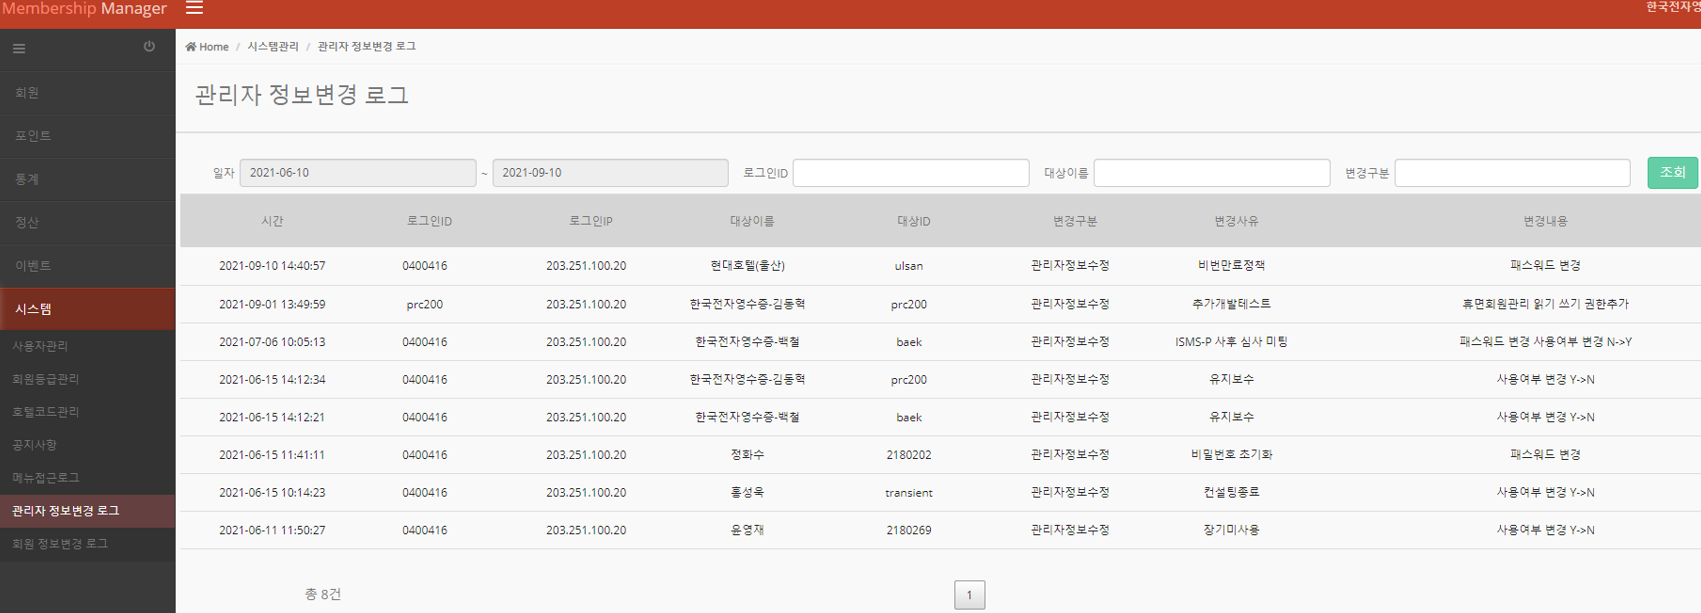 Membership Manager
한국전자영
Home / 시스템관리 / 관리자 정보변경 로그
회원
포인트
통계
정산
이벤트
시스템
사용자관리
회원등급관리
호텔코드관리
공지사항
메뉴접근로그
관리자 정보변경 로그
회원 정보변경 로그
관리자 정보변경 로그
일자 2021-06-10 ~ 2021-09-10 로그인ID 대상이름 변경구분 조회
시간 로그인ID 로그인IP 대상이름 대상ID 변경구분 변경사유 변경내용
2021-09-10 14:40:57 0400416 203.251.100.20 현대호텔(울산) ulsan 관리자정보수정 비번만료정책 패스워드 변경
2021-09-01 13:49:59 prc200 203.251.100.20 한국전자영수증-김동혁 prc200 관리자정보수정 추가개발테스트 휴면회원관리 읽기 쓰기 권한추가
2021-07-06 10:05:13 0400416 203.251.100.20 한국전자영수증-백철 baek 관리자정보수정 ISMS-P 사후 심사 미팅 패스워드 변경 사용여부 변경 N->Y
2021-06-15 14:12:34 0400416 203.251.100.20 한국전자영수증-김동혁 prc200 관리자정보수정 유지보수 사용여부 변경 Y->N
2021-06-15 14:12:21 0400416 203.251.100.20 한국전자영수증-백철 baek 관리자정보수정 유지보수 사용여부 변경 Y->N
2021-06-15 11:41:11 0400416 203.251.100.20 정화수 2180202 관리자정보수정 비밀번호 초기화 패스워드 변경
2021-06-15 10:14:23 0400416 203.251.100.20 홍성욱 transient 관리자정보수정 컨설팅종료 사용여부 변경 Y->N
2021-06-11 11:50:27 0400416 203.251.100.20 윤영재 2180269 관리자정보수정 장기미사용 사용여부 변경 Y->N
총 8건
1